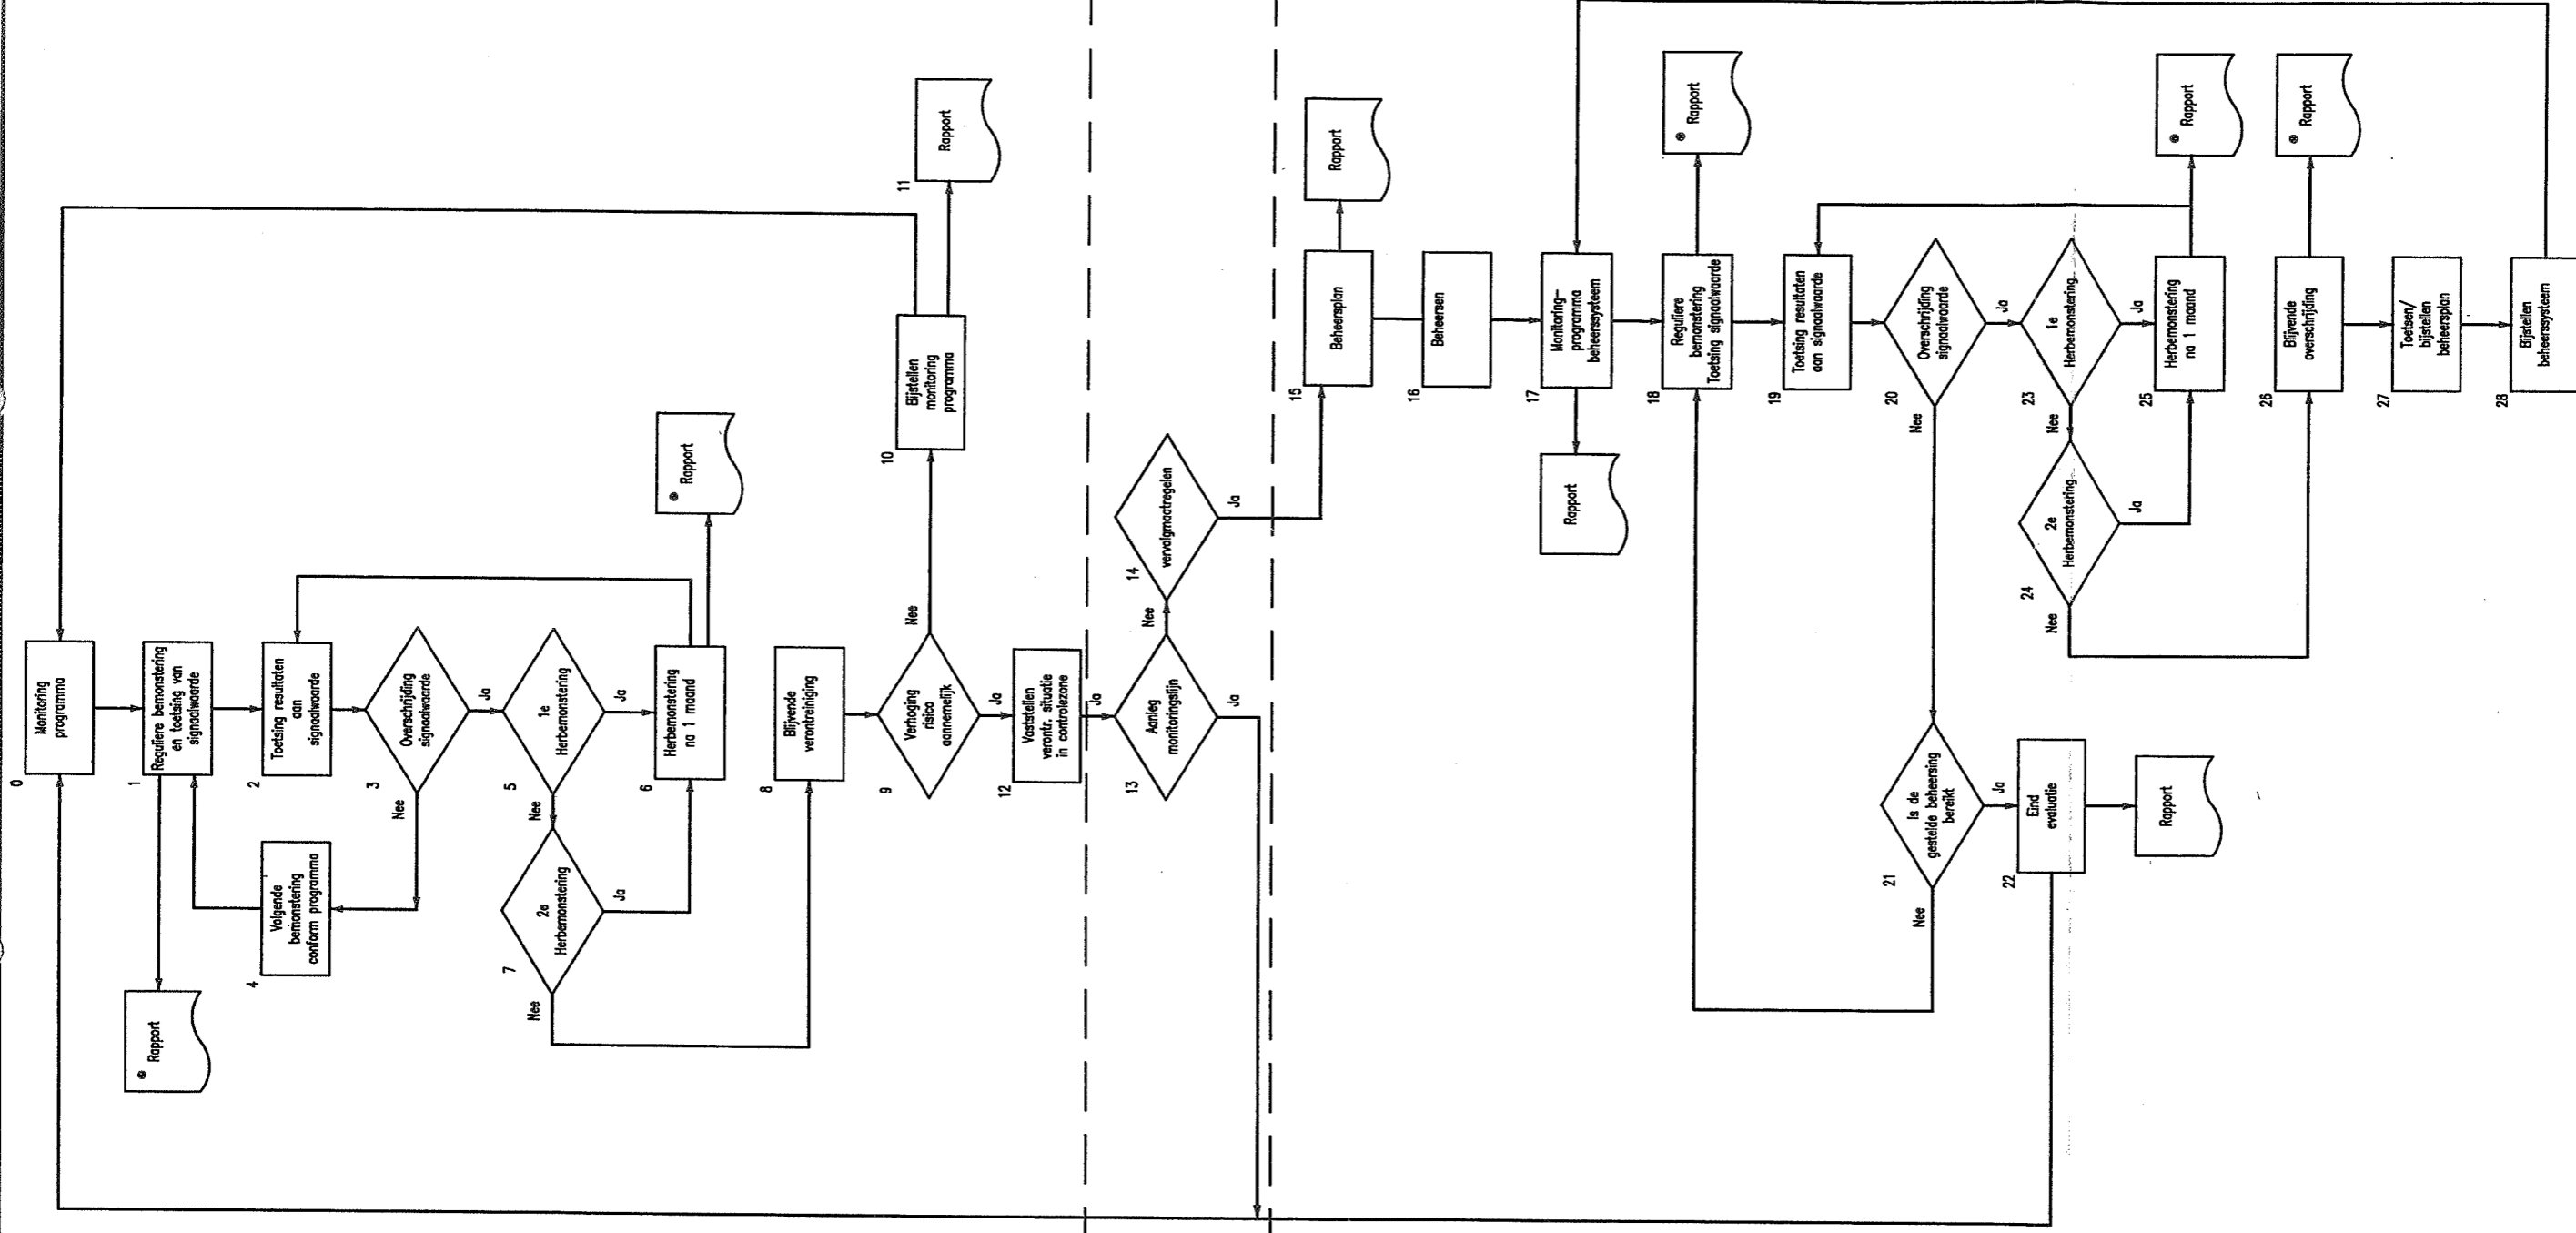 0
Monitoring
programma
1
Reguliere bemonstering
en toetsing van
signaalwaarde
Rapport
2
Toetsing resultaten
aan
signaalwaarde
3
Overschrijding
signaalwaarde
Nee
Ja
4
Volgende
bemonstering
conform programma
5
1e
Herbemonstering
Nee
Ja
6
Herbemonstering
na 1 maand
Rapport
7
2e
Herbemonstering
Ja
Nee
8
Blijvende
verontreiniging
9
Verhoging
risico
aannemelijk
Nee
Ja
10
Bijstellen
monitoring
programma
11
Rapport
12
Vaststellen
verontr. situatie
in controlezone
Ja
13
Aanleg
monitoringslijn
Nee
Ja
14
vervolgmaatregelen
Ja
15
Beheersplan
Rapport
16
Beheersen
17
Monitoring-
programma
beheerssysteem
Rapport
18
Reguliere
bemonstering
Toetsing signaalwaarde
Rapport
19
Toetsing resultaten
aan signaalwaarde
20
Overschrijding
signaalwaarde
Nee
Ja
21
Is de
gestelde beheersing
bereikt
Nee
Ja
22
Eind
evaluatie
Rapport
23
1e
Herbemonstering
Nee
Ja
24
2e
Herbemonstering
Nee
Ja
25
Herbemonstering
na 1 maand
Rapport
26
Blijvende
overschrijding
Rapport
27
Toetsen/
bijstellen
beheersplan
28
Bijstellen
beheerssysteem